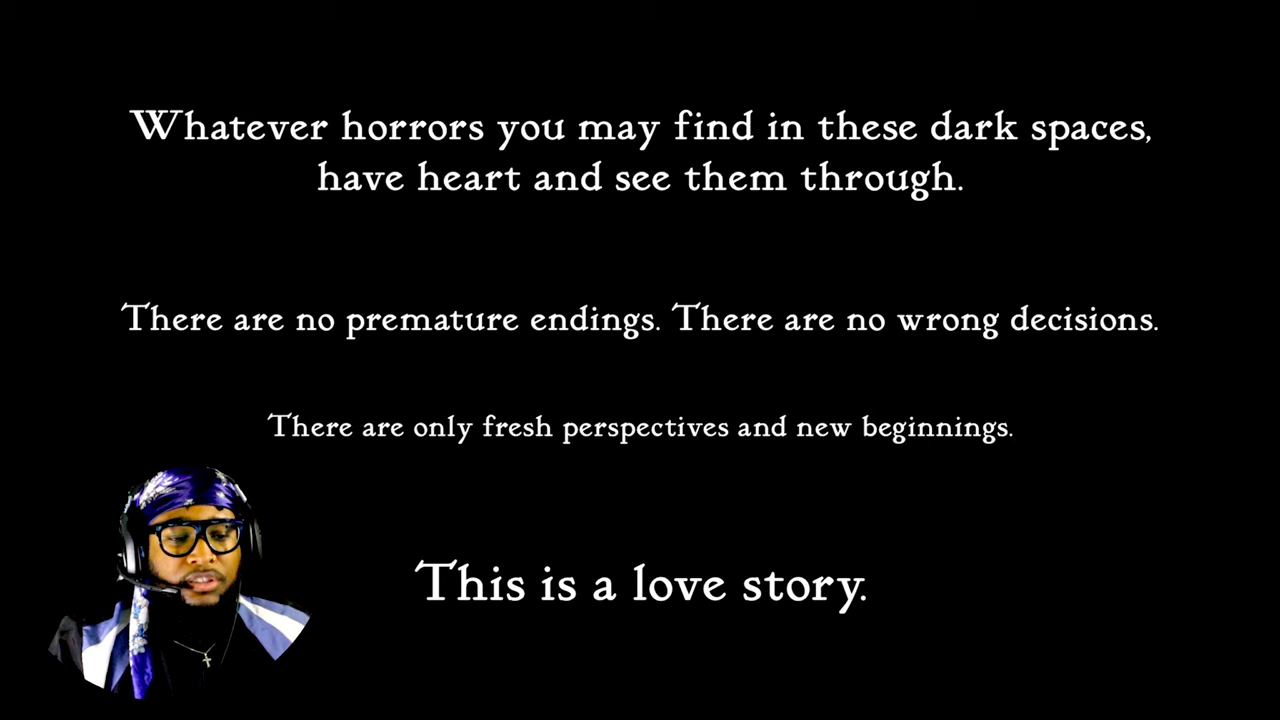 Whatever horrors you may find in these dark spaces,
have heart and see them through.
There are no premature endings. There are no wrong decisions.
There are only fresh perspectives and new beginnings.
This is a love story.